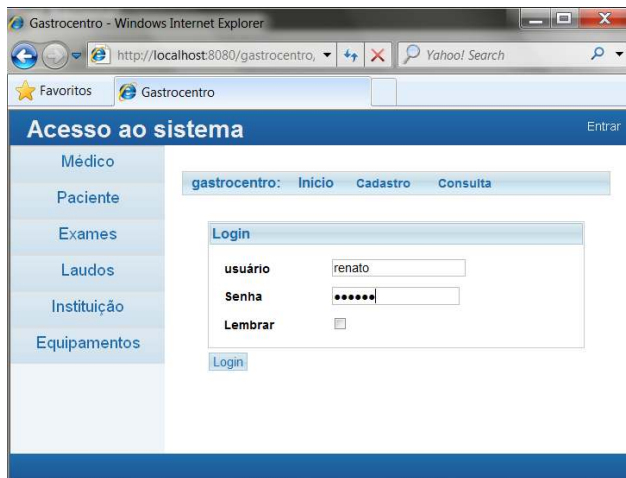 Gastrocentro - Windows Internet Explorer
http://localhost:8080/gastrocentro,
Yahoo! Search
Favoritos
Gastrocentro
Acesso ao sistema
Entrar
Médico
Paciente
Exames
Laudos
Instituição
Equipamentos
gastrocentro: Inicio Cadastro Consulta
Login
usuário renato
Senha ••••••
Lembrar
Login